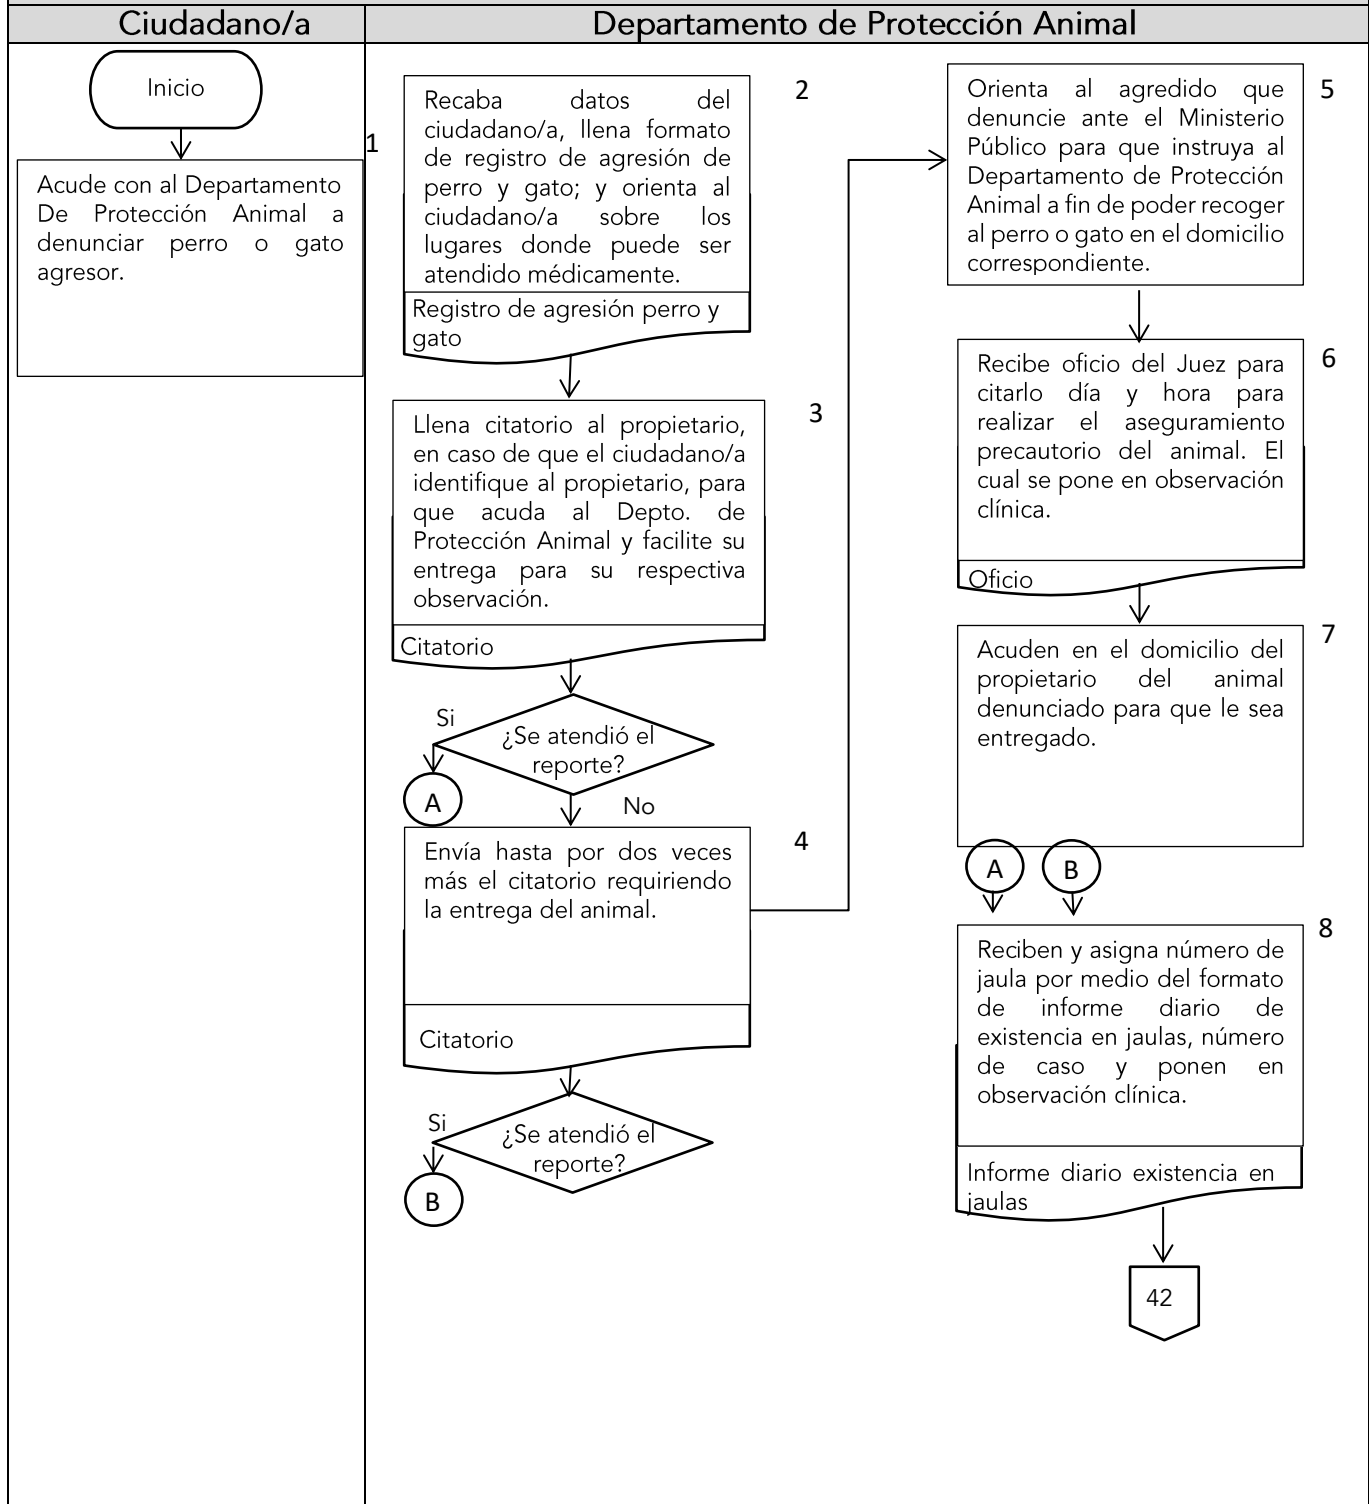 Ciudadano/a
Departamento de Protección Animal
Inicio
1
Acude con al Departamento
De Protección Animal a
denunciar perro o gato
agresor.
2
Recaba datos del
ciudadano/a, llena formato
de registro de agresión de
perro y gato; y orienta al
ciudadano/a sobre los
lugares donde puede ser
atendido médicamente.
Registro de agresión perro y
gato
3
Llena citatorio al propietario,
en caso de que el ciudadano/a
identifique al propietario, para
que acuda al Depto. de
Protección Animal y facilite su
entrega para su respectiva
observación.
Citatorio
Si
¿Se atendió el
reporte?
A
No
4
Envía hasta por dos veces
más el citatorio requiriendo
la entrega del animal.
Citatorio
Si
¿Se atendió el
reporte?
B
5
Orienta al agredido que
denuncie ante el Ministerio
Público para que instruya al
Departamento de Protección
Animal a fin de poder recoger
al perro o gato en el domicilio
correspondiente.
6
Recibe oficio del Juez para
citarlo día y hora para
realizar el aseguramiento
precautorio del animal. El
cual se pone en observación
clínica.
Oficio
7
Acuden en el domicilio del
propietario del animal
denunciado para que le sea
entregado.
A B
8
Reciben y asigna número de
jaula por medio del formato
de informe diario de
existencia en jaulas, número
de caso y ponen en
observación clínica.
Informe diario existencia en
jaulas
42